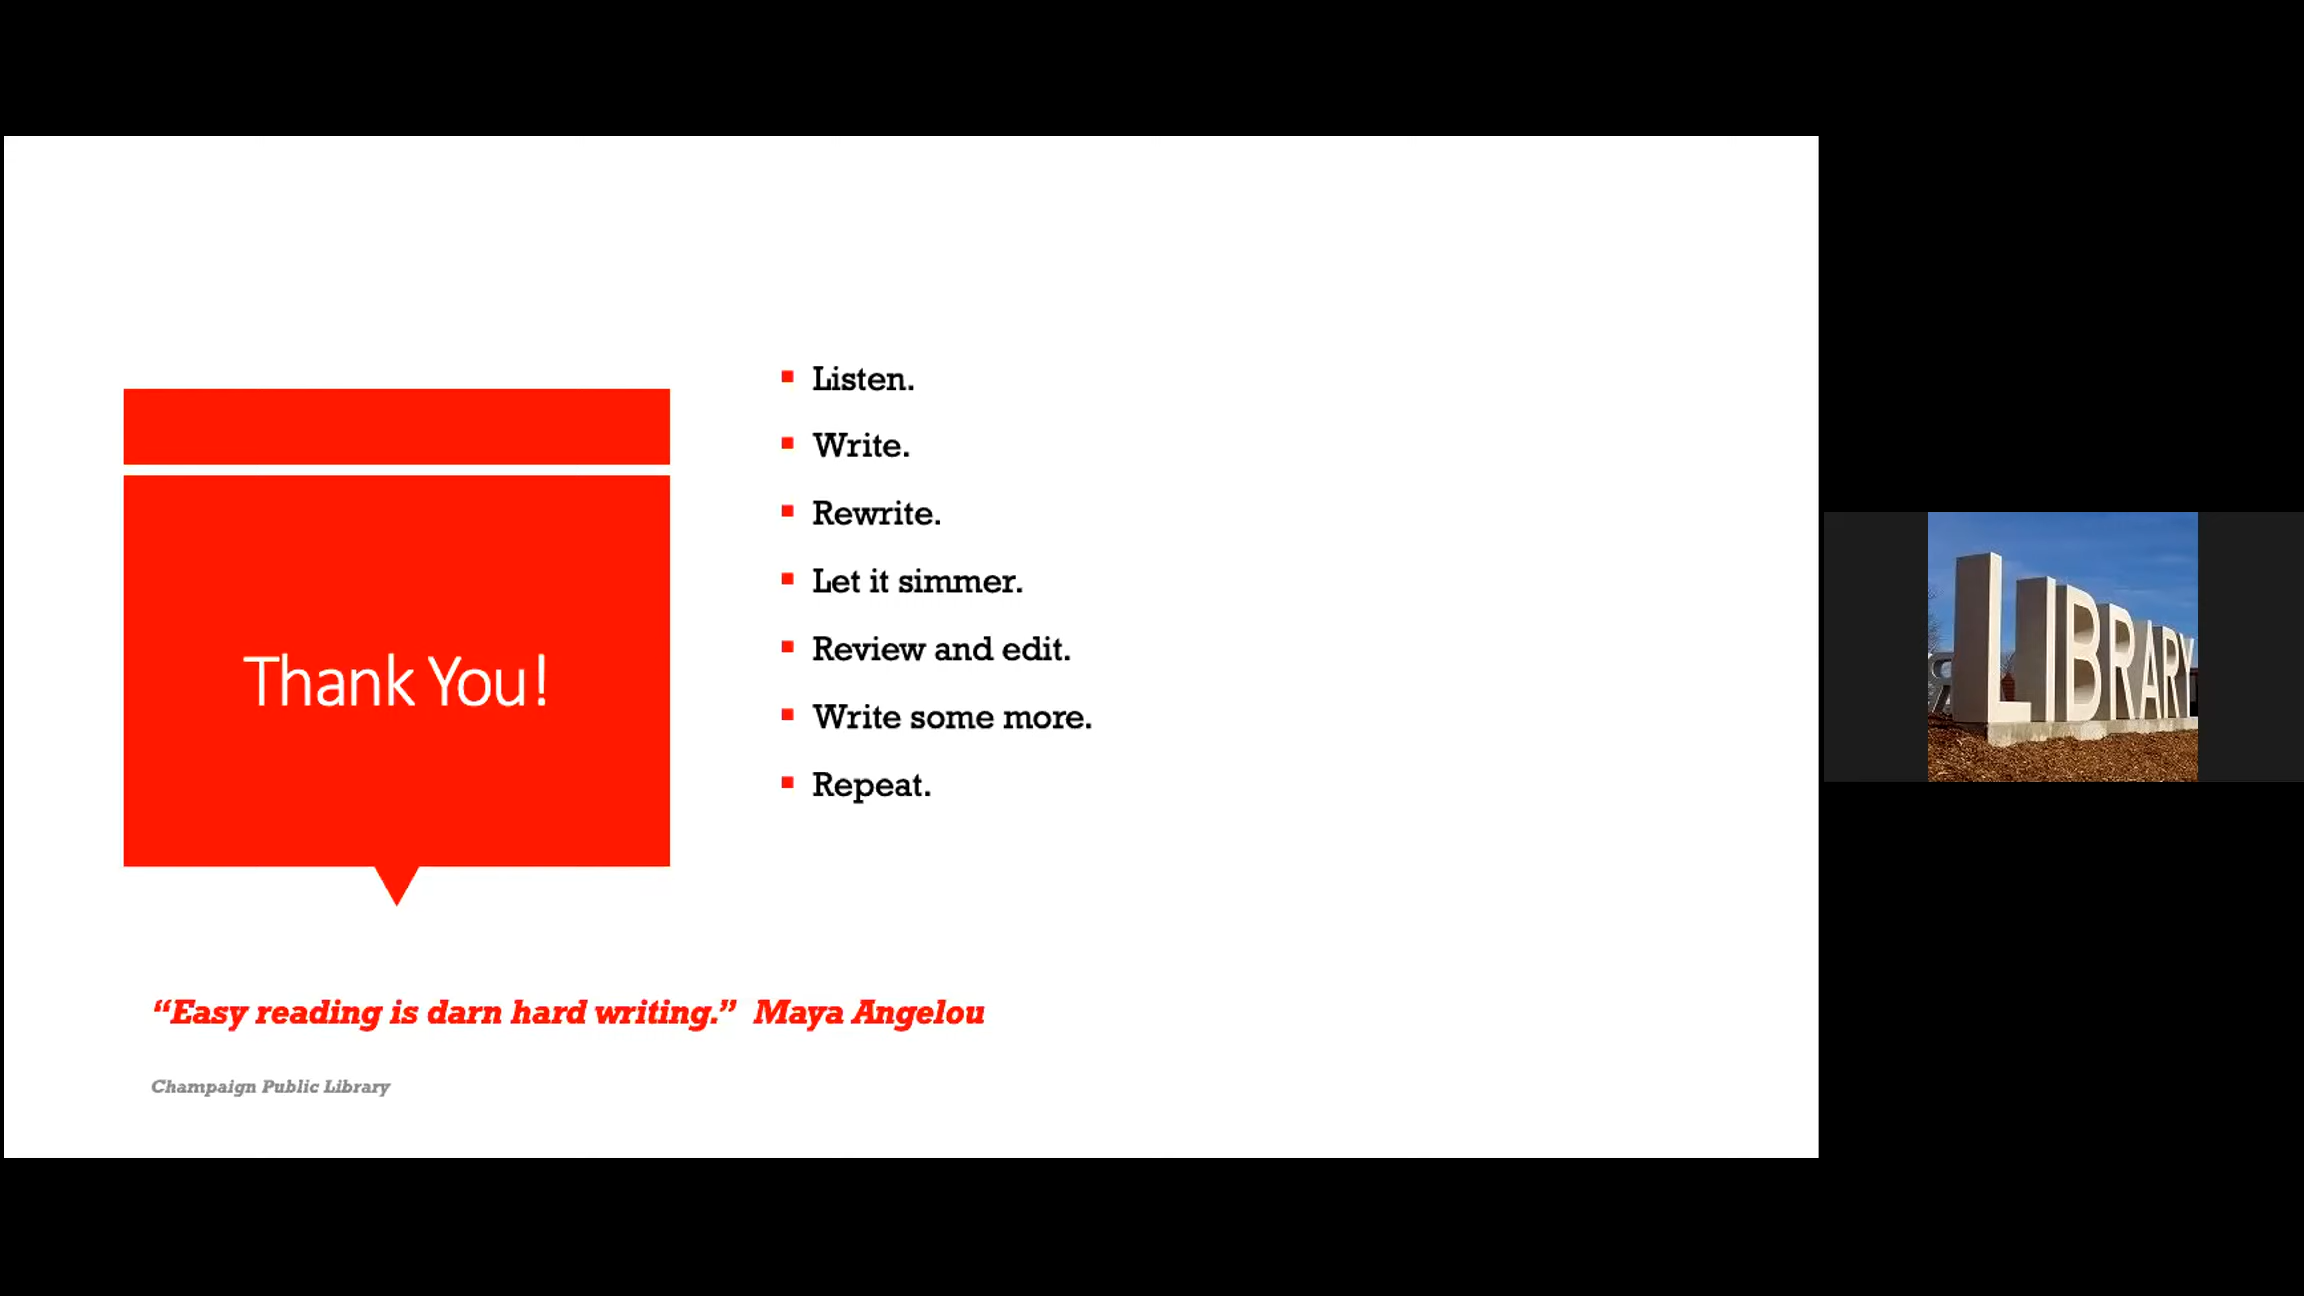 Thank You!
Listen.
Write.
Rewrite.
Let it simmer.
Review and edit.
Write some more.
Repeat.
“Easy reading is darn hard writing.” Maya Angelou
Champaign Public Library
LIBRARY